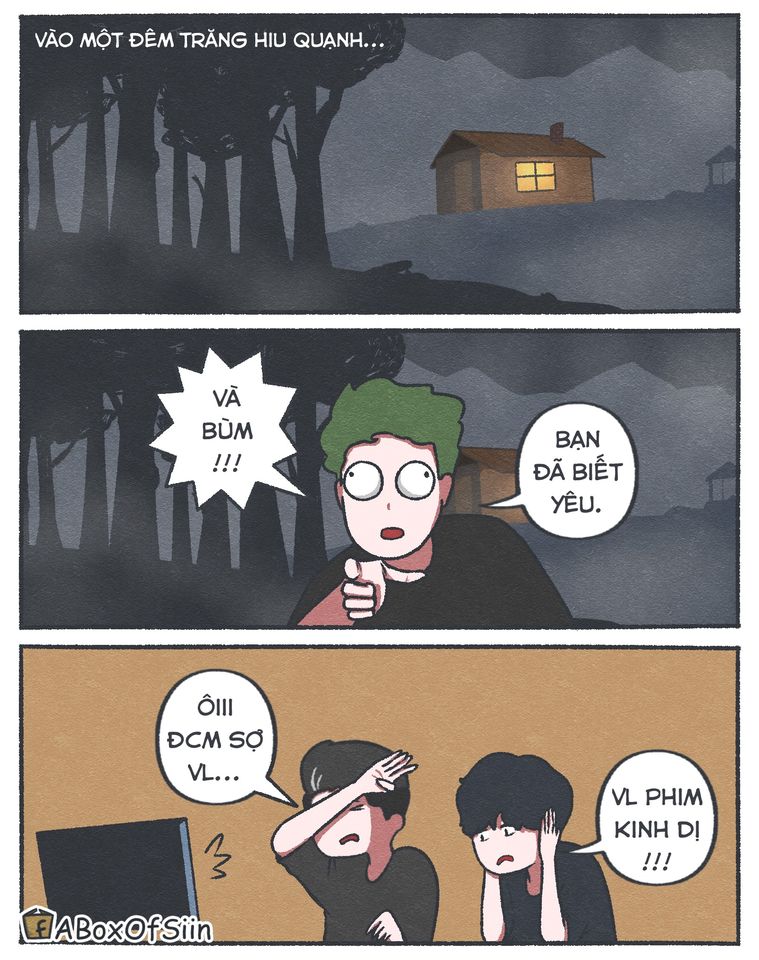 VÀO MỘT ĐÊM TRĂNG HIU QUẠNH...
VÀ
BÙM
!!!
BẠN
ĐÃ BIẾT
YÊU.
ÔIII
ĐCM SỢ
VL...
VL PHIM
KINH DỊ
!!!
f ABoxOfSiin